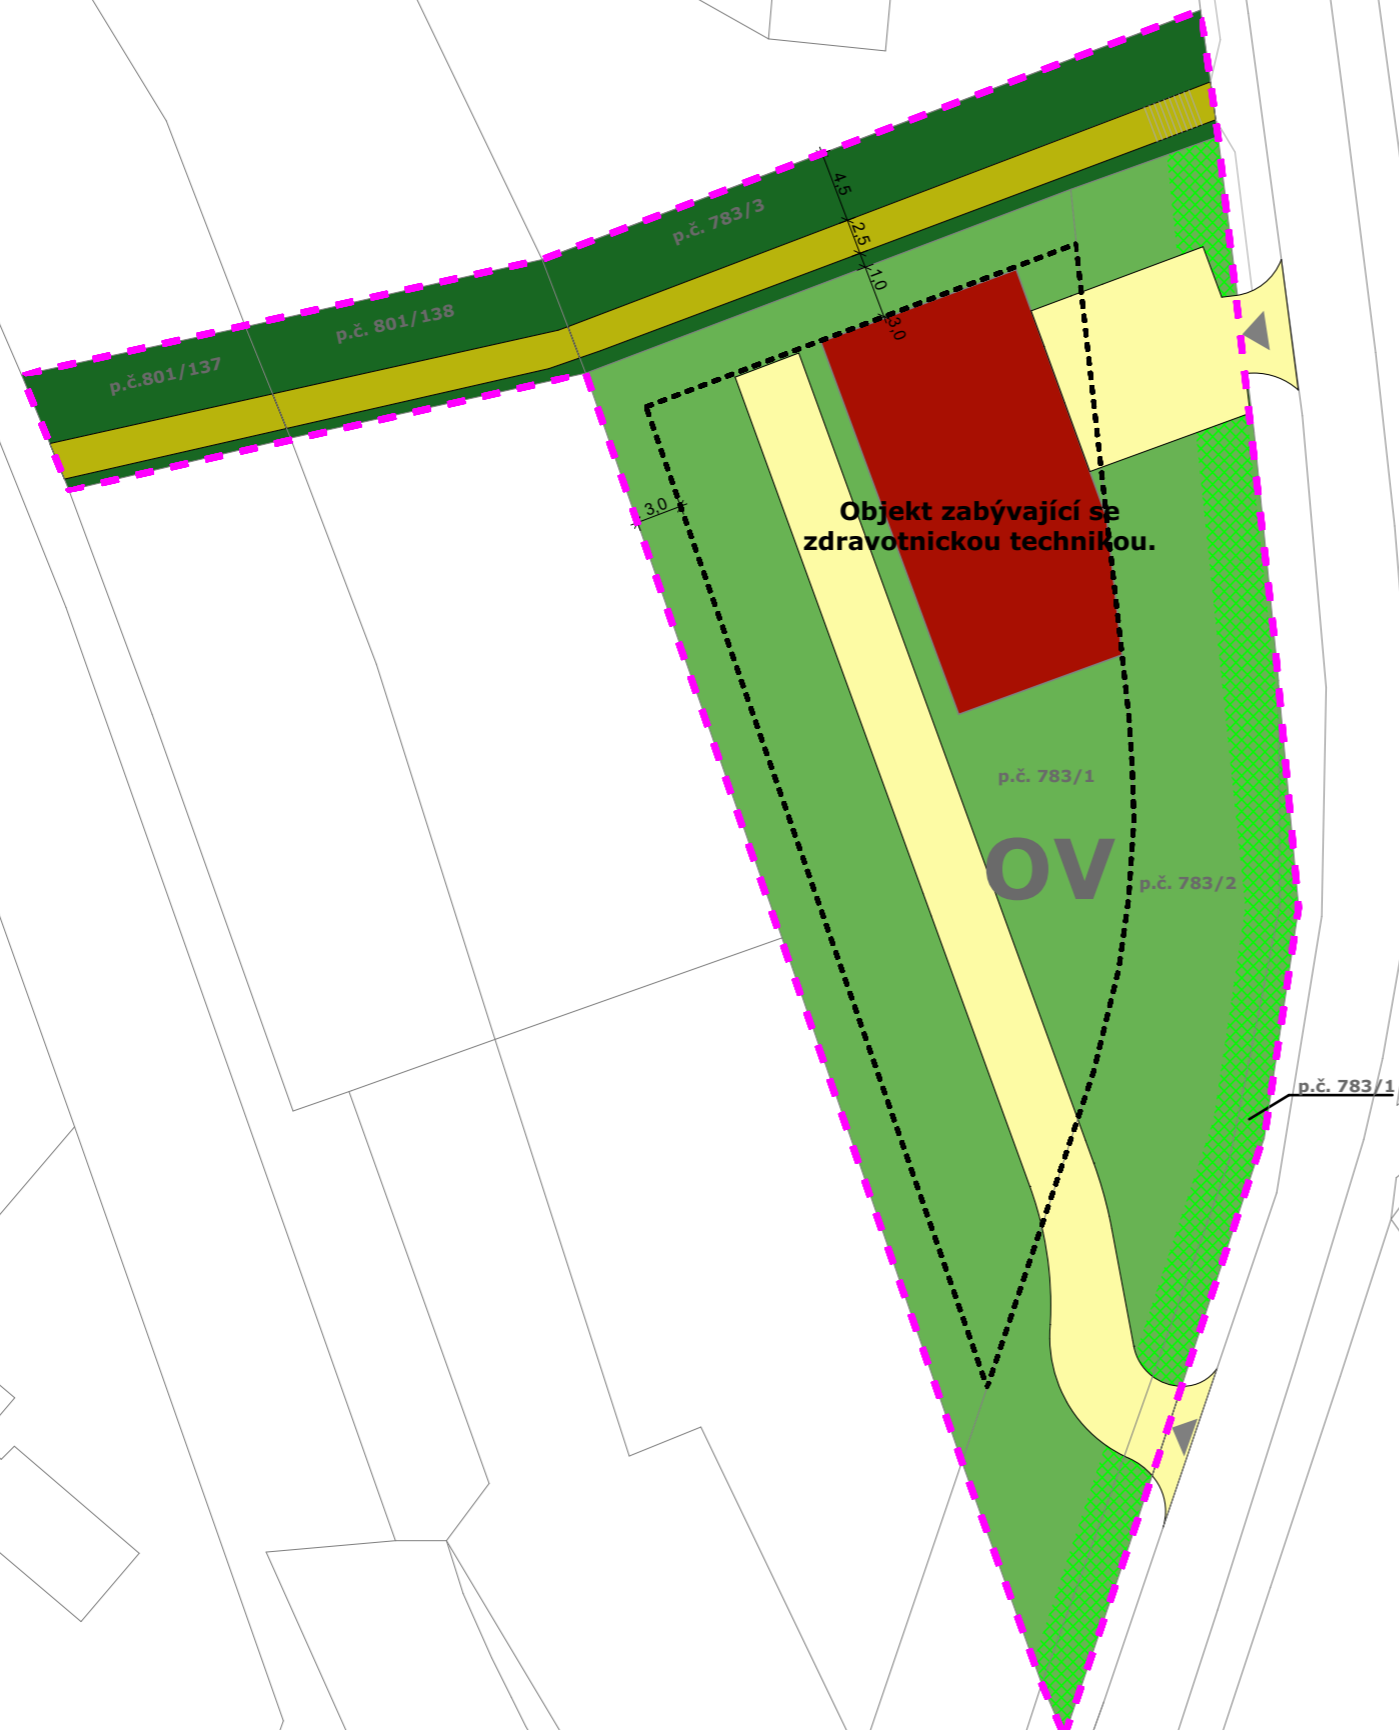 4,5
p.č. 783/3
2,5
1,0
p.č. 801/138
3,0
p.č.801/137
3,0
Objekt zabývající se
zdravotnickou technikou.
p.č. 783/1
OV
p.č. 783/2
p.č. 783/1